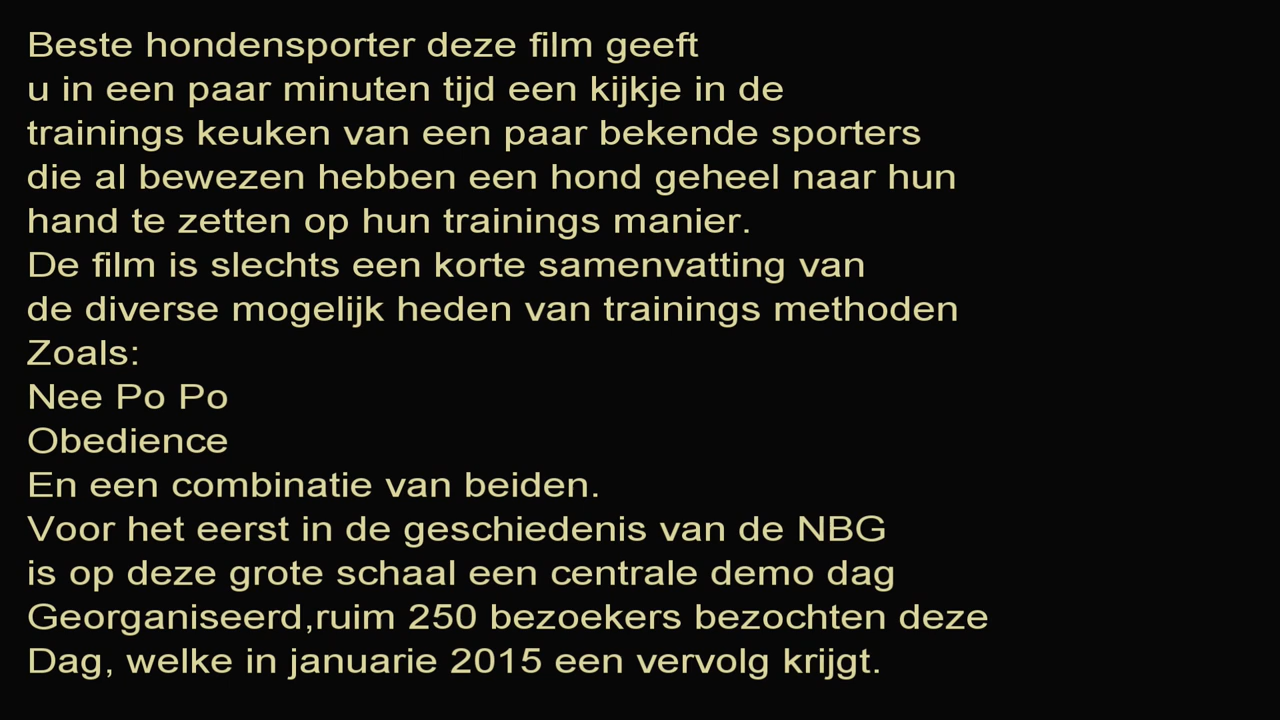 Beste hondensporter deze film geeft
u in een paar minuten tijd een kijkje in de
trainings keuken van een paar bekende sporters
die al bewezen hebben een hond geheel naar hun
hand te zetten op hun trainings manier.
De film is slechts een korte samenvatting van
de diverse mogelijk heden van trainings methoden
Zoals:
Nee Po Po
Obedience
En een combinatie van beiden.
Voor het eerst in de geschiedenis van de NBG
is op deze grote schaal een centrale demo dag
Georganiseerd,ruim 250 bezoekers bezochten deze
Dag, welke in januarie 2015 een vervolg krijgt.